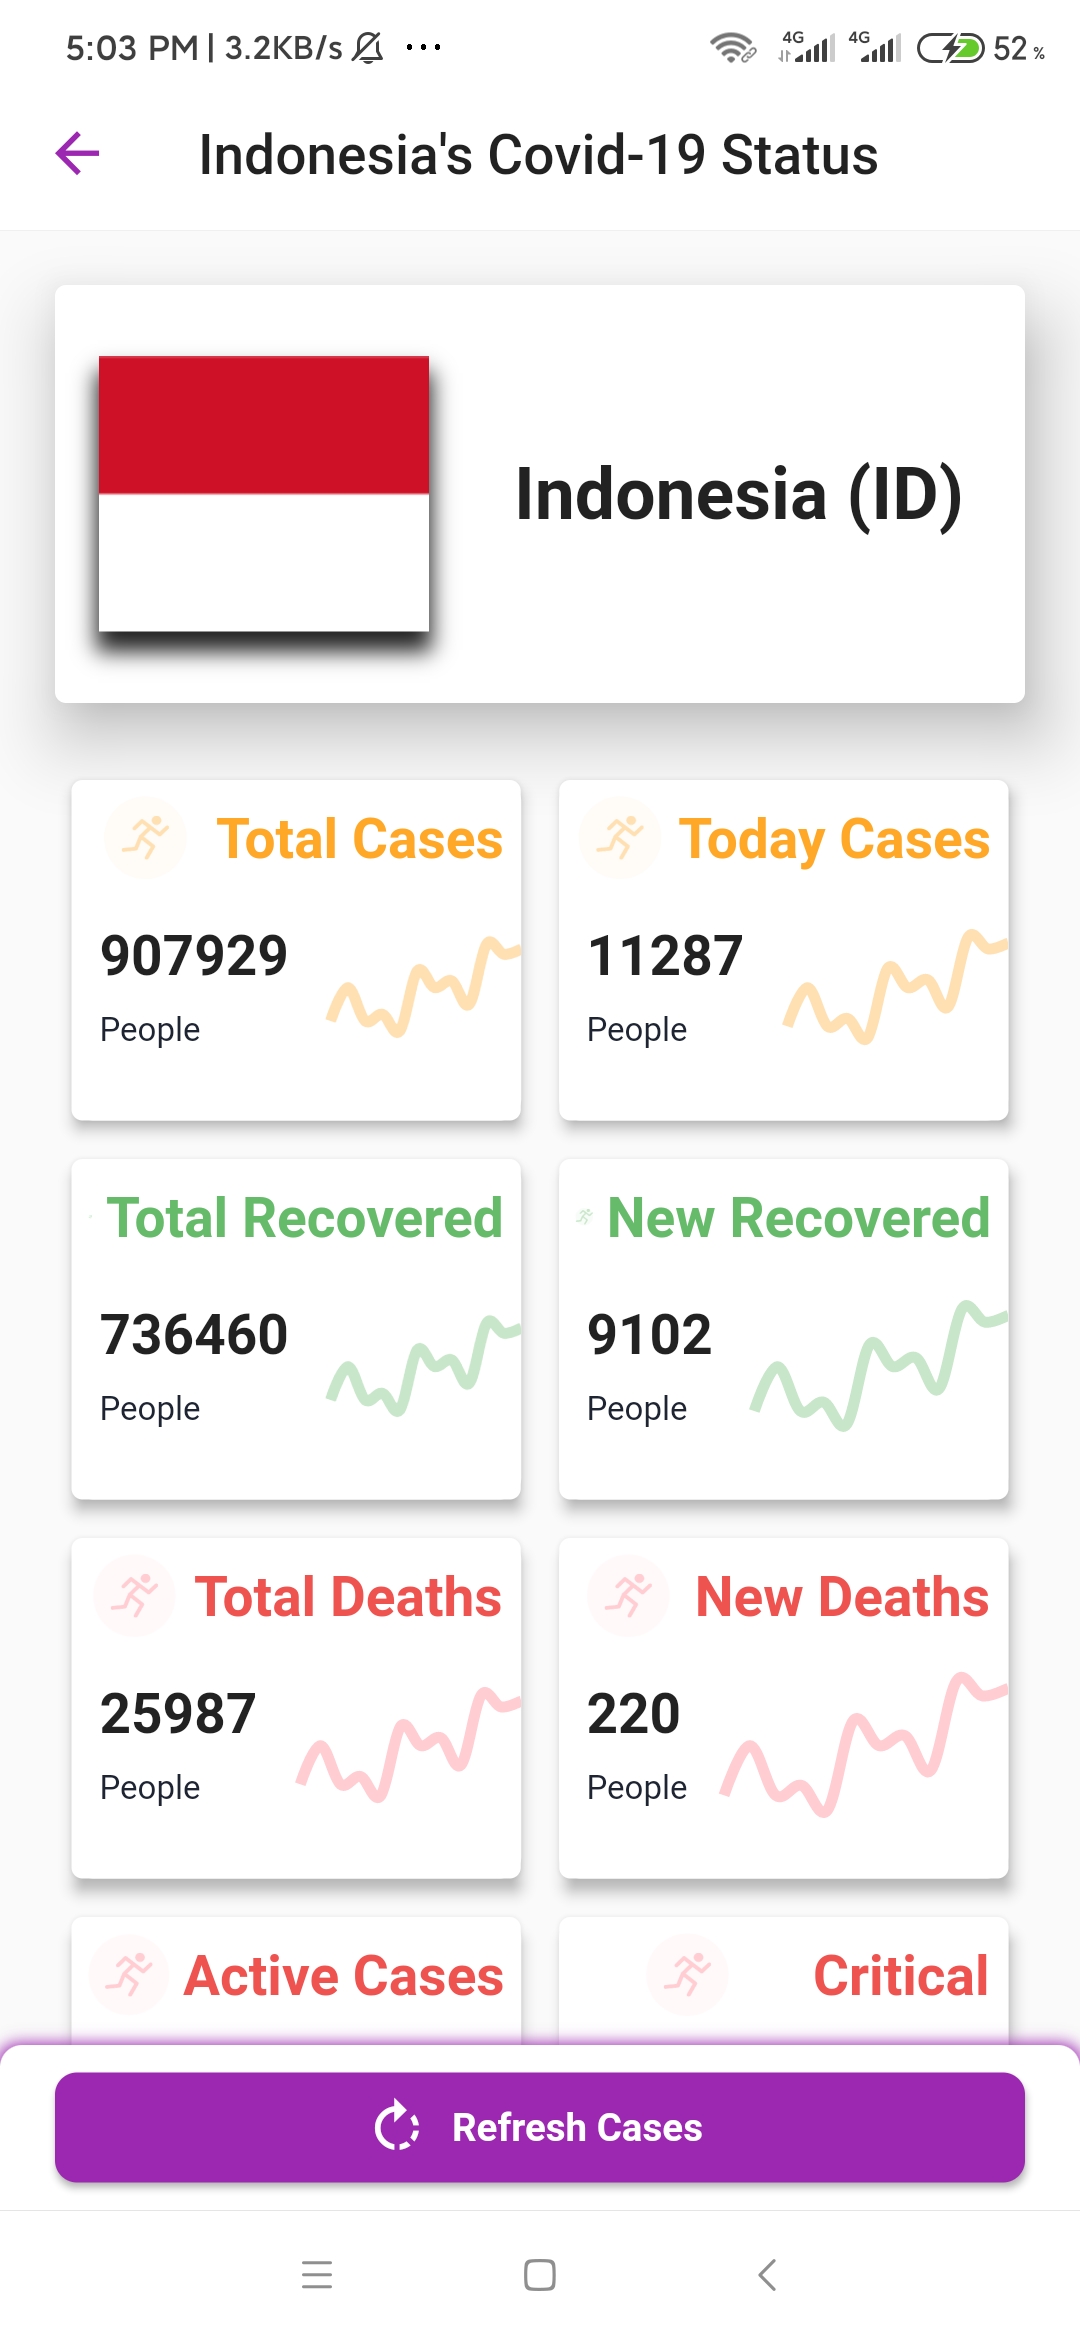 5:03 PM | 3.2KB/s ... 4G 4G 52 %
Indonesia's Covid-19 Status
Indonesia (ID)
Total Cases
907929
People
Today Cases
11287
People
Total Recovered
736460
People
New Recovered
9102
People
Total Deaths
25987
People
New Deaths
220
People
Active Cases
Critical
Refresh Cases